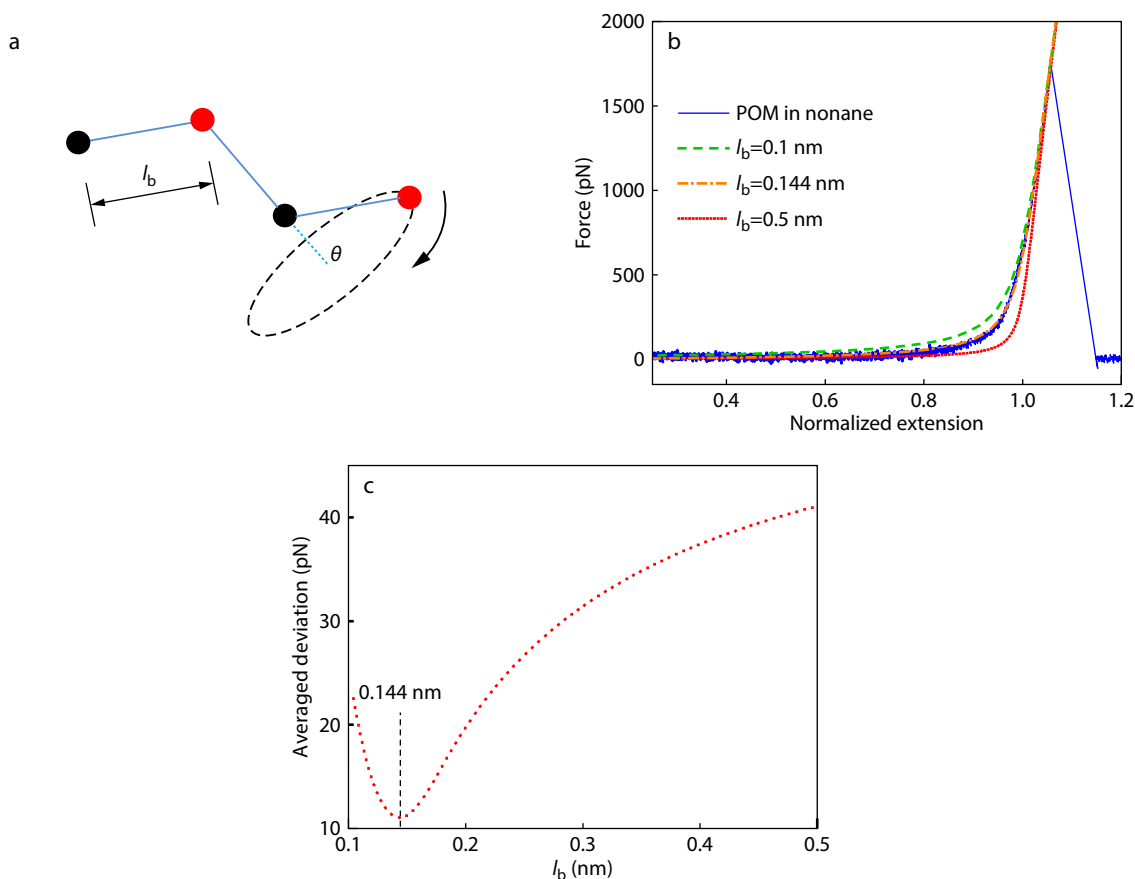 a
l_b
θ
b
2000
1500
1000
500
0
Force (pN)
POM in nonane
l_b=0.1 nm
l_b=0.144 nm
l_b=0.5 nm
0.4 0.6 0.8 1.0 1.2
Normalized extension
c
40
30
20
10
Averaged deviation (pN)
0.144 nm
0.1 0.2 0.3 0.4 0.5
l_b (nm)